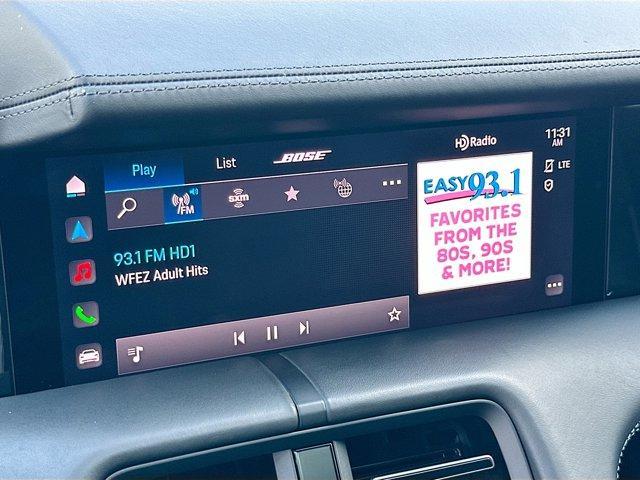 Play
List
BOSE
HD Radio
11:31
AM
LTE
FM
sxm
EASY 93.1
FAVORITES
FROM THE
80S, 90S
& MORE!
93.1 FM HD1
WFEZ Adult Hits